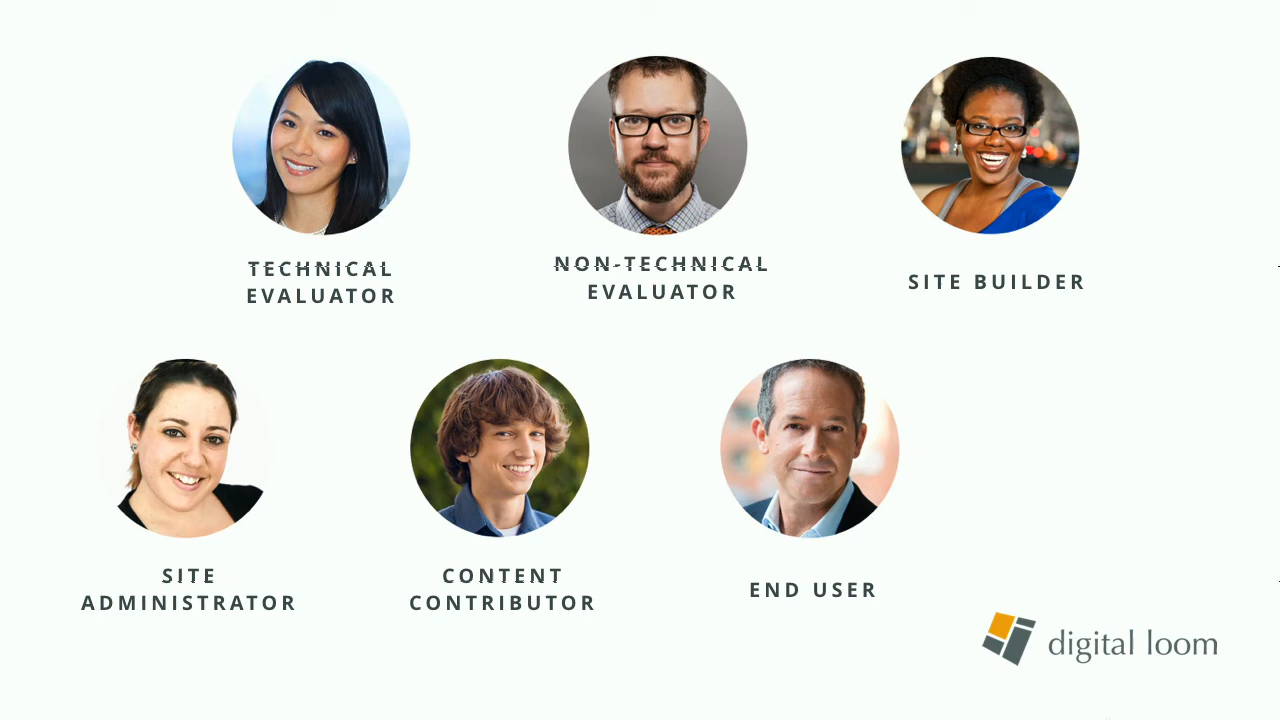 TECHNICAL
EVALUATOR
NON-TECHNICAL
EVALUATOR
SITE BUILDER
SITE
ADMINISTRATOR
CONTENT
CONTRIBUTOR
END USER
digital loom